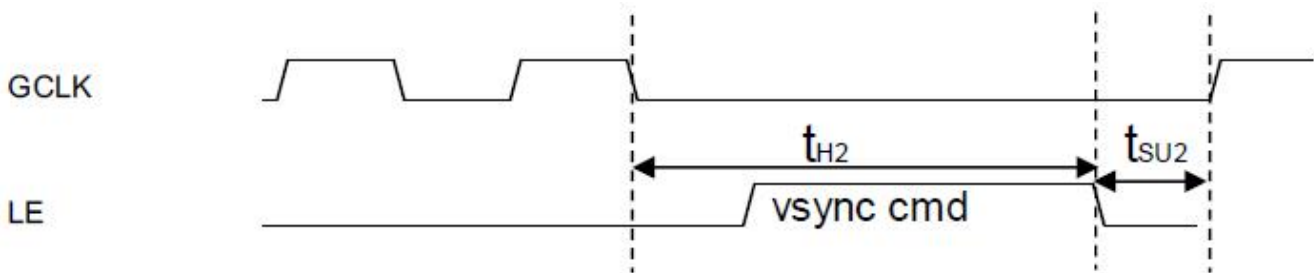 GCLK
tH2
tSU2
LE
vsync cmd